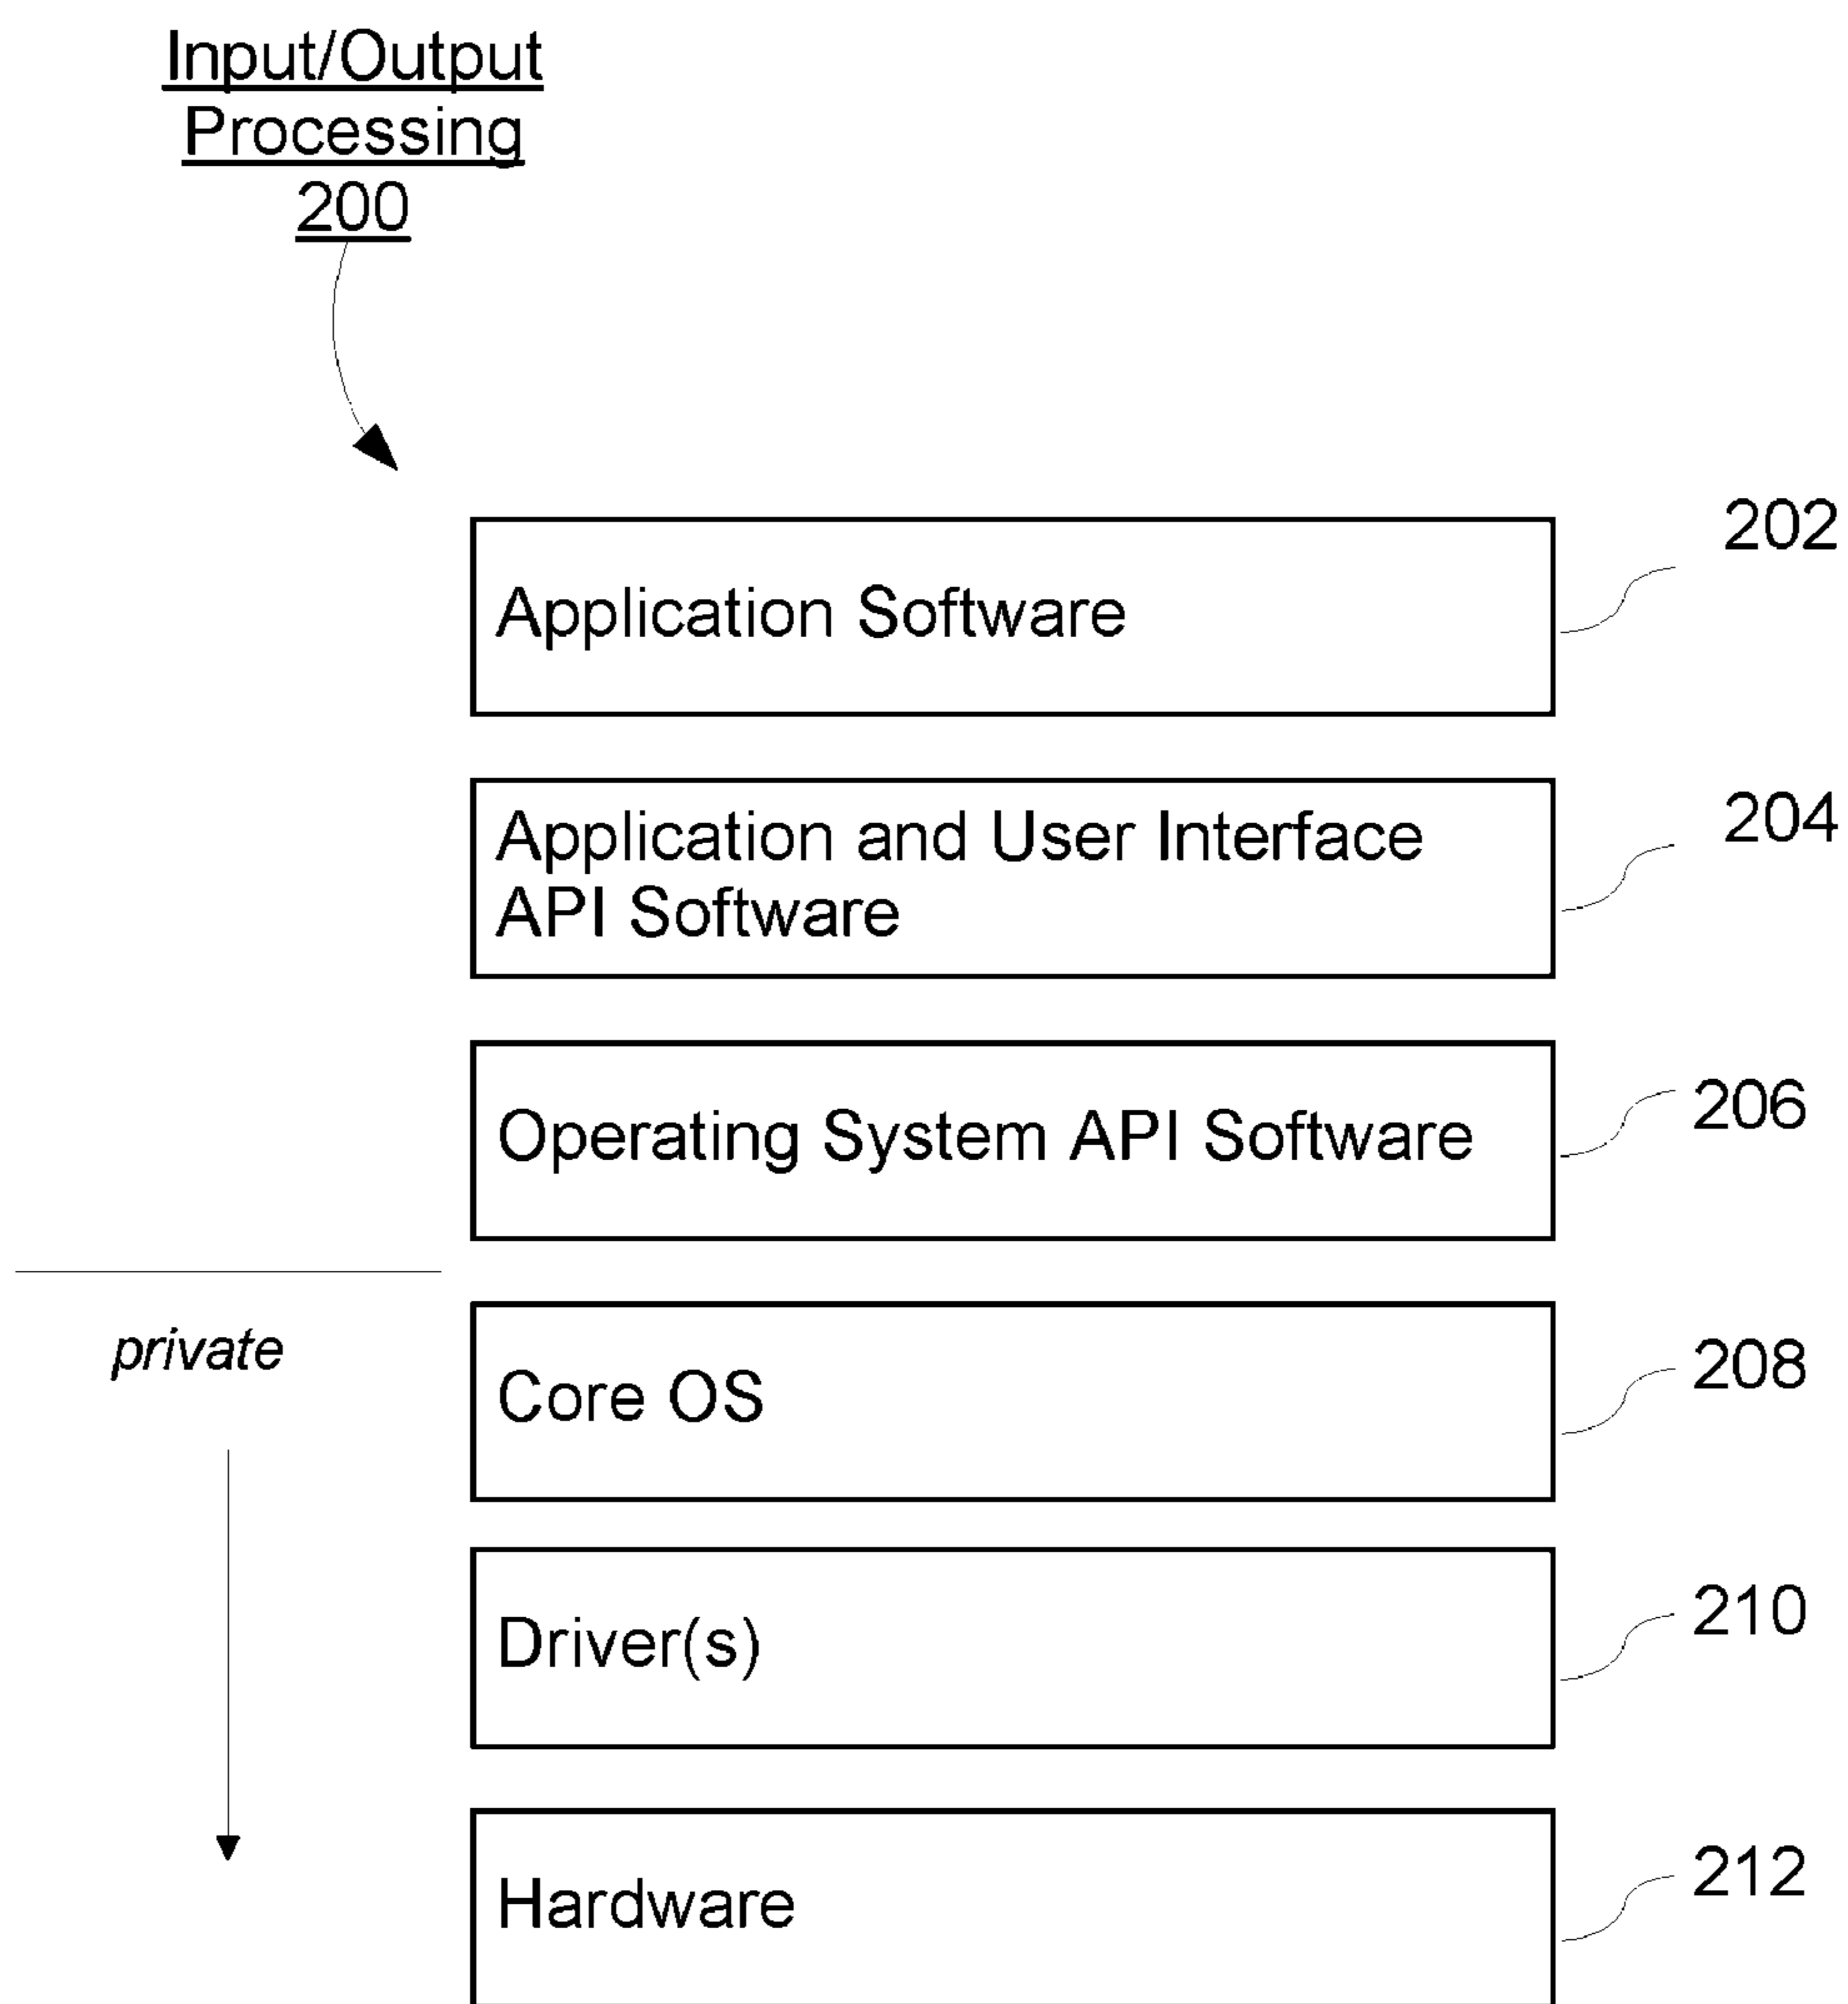 Input/Output
Processing
200
202
Application Software
204
Application and User Interface
API Software
206
Operating System API Software
private
208
Core OS
210
Driver(s)
212
Hardware